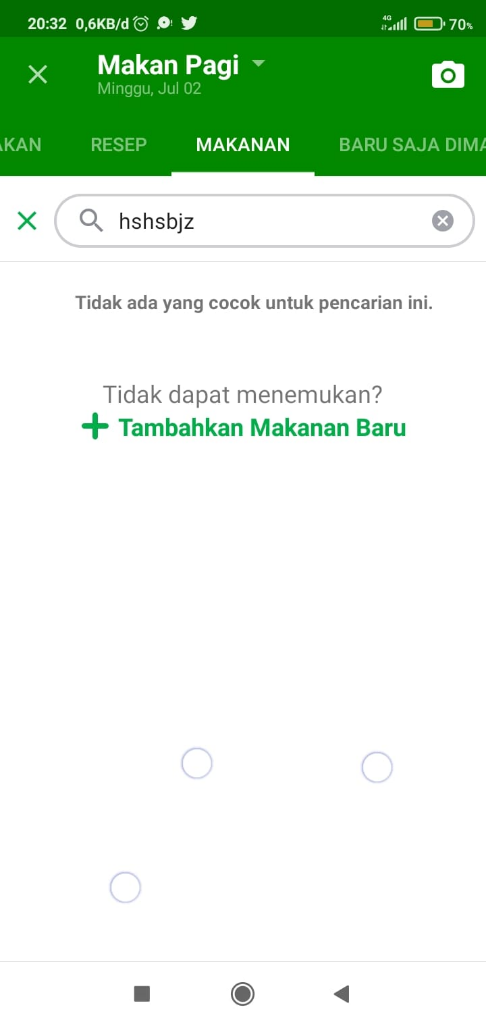 20:32 0,6KB/d 4G 70%
Makan Pagi
Minggu, Jul 02
AKAN RESEP MAKANAN BARU SAJA DIMA
hshsbjz
Tidak ada yang cocok untuk pencarian ini.
Tidak dapat menemukan?
Tambahkan Makanan Baru